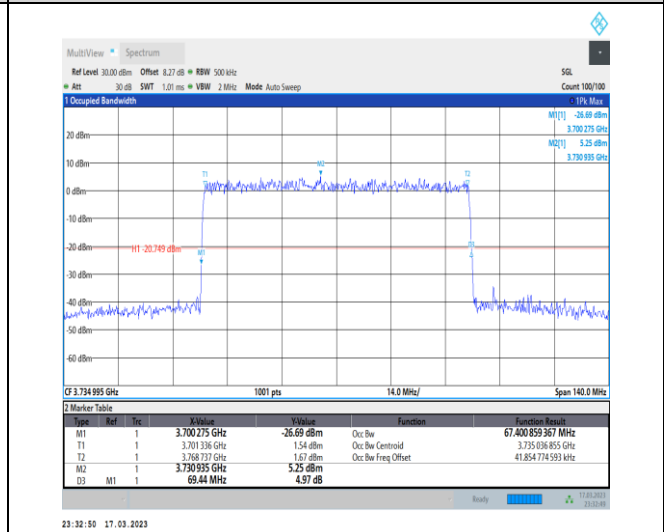 MultiView Spectrum
Ref Level 30.00 dBm Offset 8.27 dB RBW 500 kHz SGL
Att 30 dB SWT 1.01 ms VBW 2 MHz Mode Auto Sweep Count 100/100
1 Occupied Bandwidth 1Pk Max
M1[1] -26.69 dBm
3.700 275 GHz
M2[1] 5.25 dBm
3.730 935 GHz
20 dBm
10 dBm
M2
T1 T2
0 dBm
-10 dBm
-20 dBm H1 -20.749 dBm M1 D3
-30 dBm
-40 dBm
-50 dBm
-60 dBm
CF 3.734 995 GHz 1001 pts 14.0 MHz/ Span 140.0 MHz
2 Marker Table
Type Ref Trc X-Value Y-Value Function Function Result
M1 1 3.700 275 GHz -26.69 dBm Occ Bw 67.400 859 367 MHz
T1 1 3.701 336 GHz 1.54 dBm Occ Bw Centroid 3.735 036 855 GHz
T2 1 3.768 737 GHz 1.67 dBm Occ Bw Freq Offset 41.854 774 593 kHz
M2 1 3.730 935 GHz 5.25 dBm
D3 M1 1 69.44 MHz 4.97 dB
Ready 17.03.2023
23:32:49
23:32:50 17.03.2023